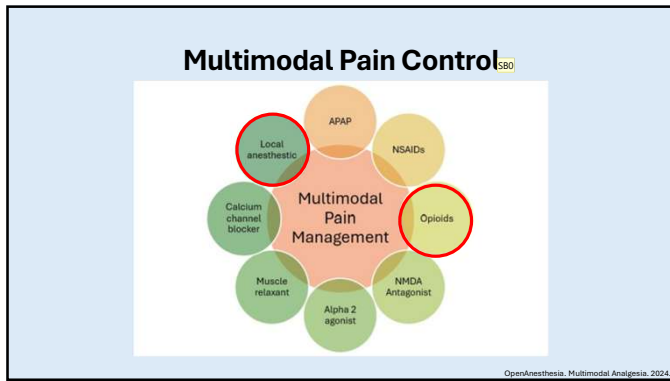 Multimodal Pain Control
SB0
APAP
Local
anesthestic
NSAIDs
Multimodal
Pain
Management
Calcium
channel
blocker
Opioids
Muscle
relaxant
NMDA
Antagonist
Alpha 2
agonist
OpenAnesthesia. Multimodal Analgesia. 2024.